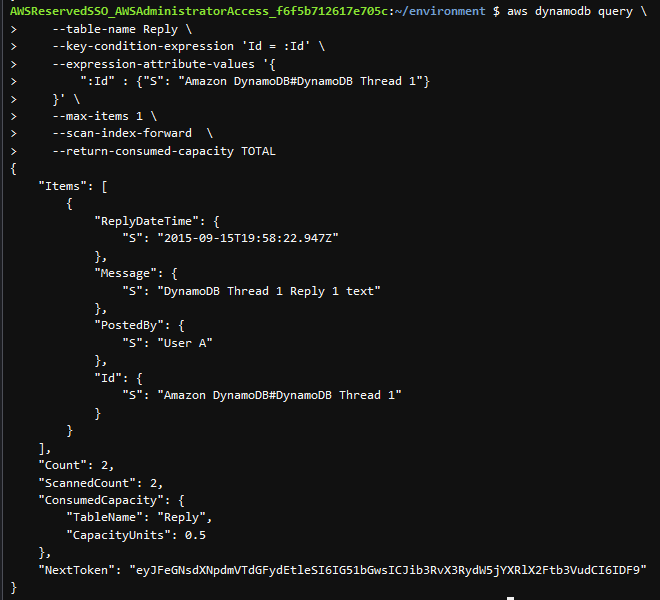 AWSReservedSSO_AWSAdministratorAccess_f6f5b712617e705c:~/environment $ aws dynamodb query \
>     --table-name Reply \
>     --key-condition-expression 'Id = :Id' \
>     --expression-attribute-values '{
>         ":Id" : {"S": "Amazon DynamoDB#DynamoDB Thread 1"}
>     }' \
>     --max-items 1 \
>     --scan-index-forward  \
>     --return-consumed-capacity TOTAL
{
    "Items": [
        {
            "ReplyDateTime": {
                "S": "2015-09-15T19:58:22.947Z"
            },
            "Message": {
                "S": "DynamoDB Thread 1 Reply 1 text"
            },
            "PostedBy": {
                "S": "User A"
            },
            "Id": {
                "S": "Amazon DynamoDB#DynamoDB Thread 1"
            }
        }
    ],
    "Count": 2,
    "ScannedCount": 2,
    "ConsumedCapacity": {
        "TableName": "Reply",
        "CapacityUnits": 0.5
    },
    "NextToken": "eyJFeGNsdXNpdmVTdGFydEtleSI6IG51bGwsICJib3RvX3RydW5jYXRlX2Ftb3VudCI6IDF9"
}